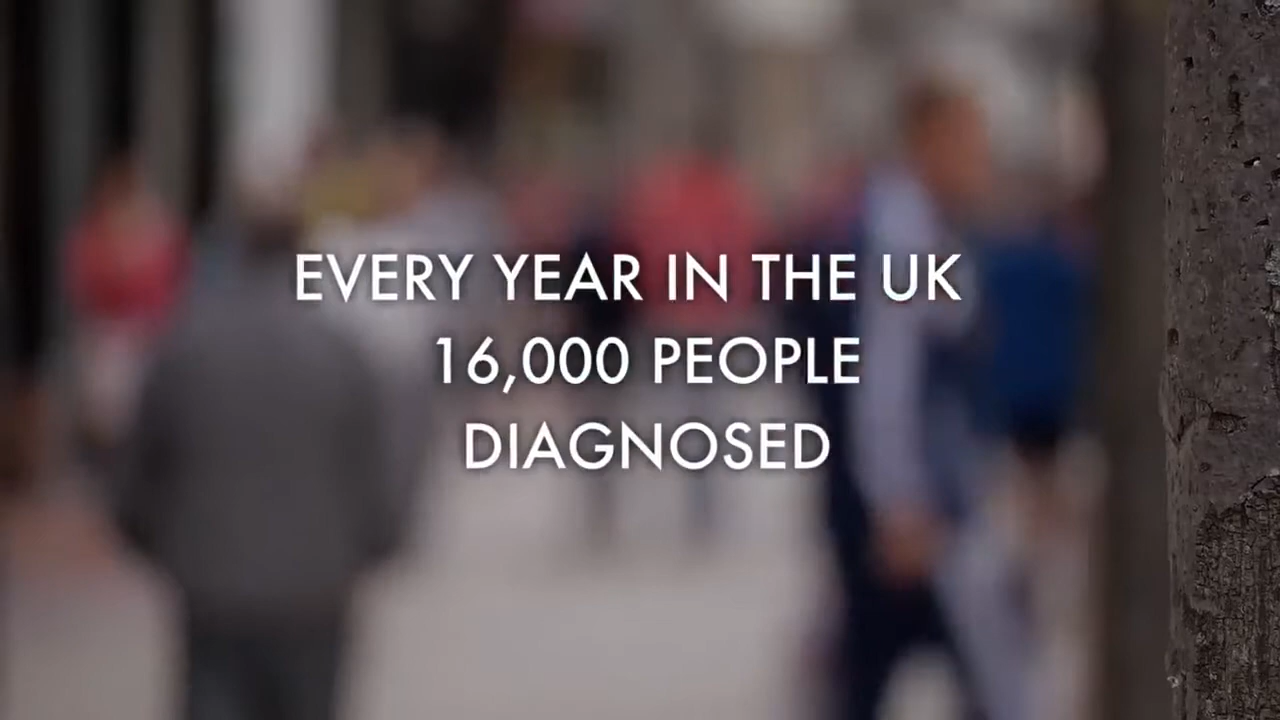 EVERY YEAR IN THE UK
16,000 PEOPLE
DIAGNOSED